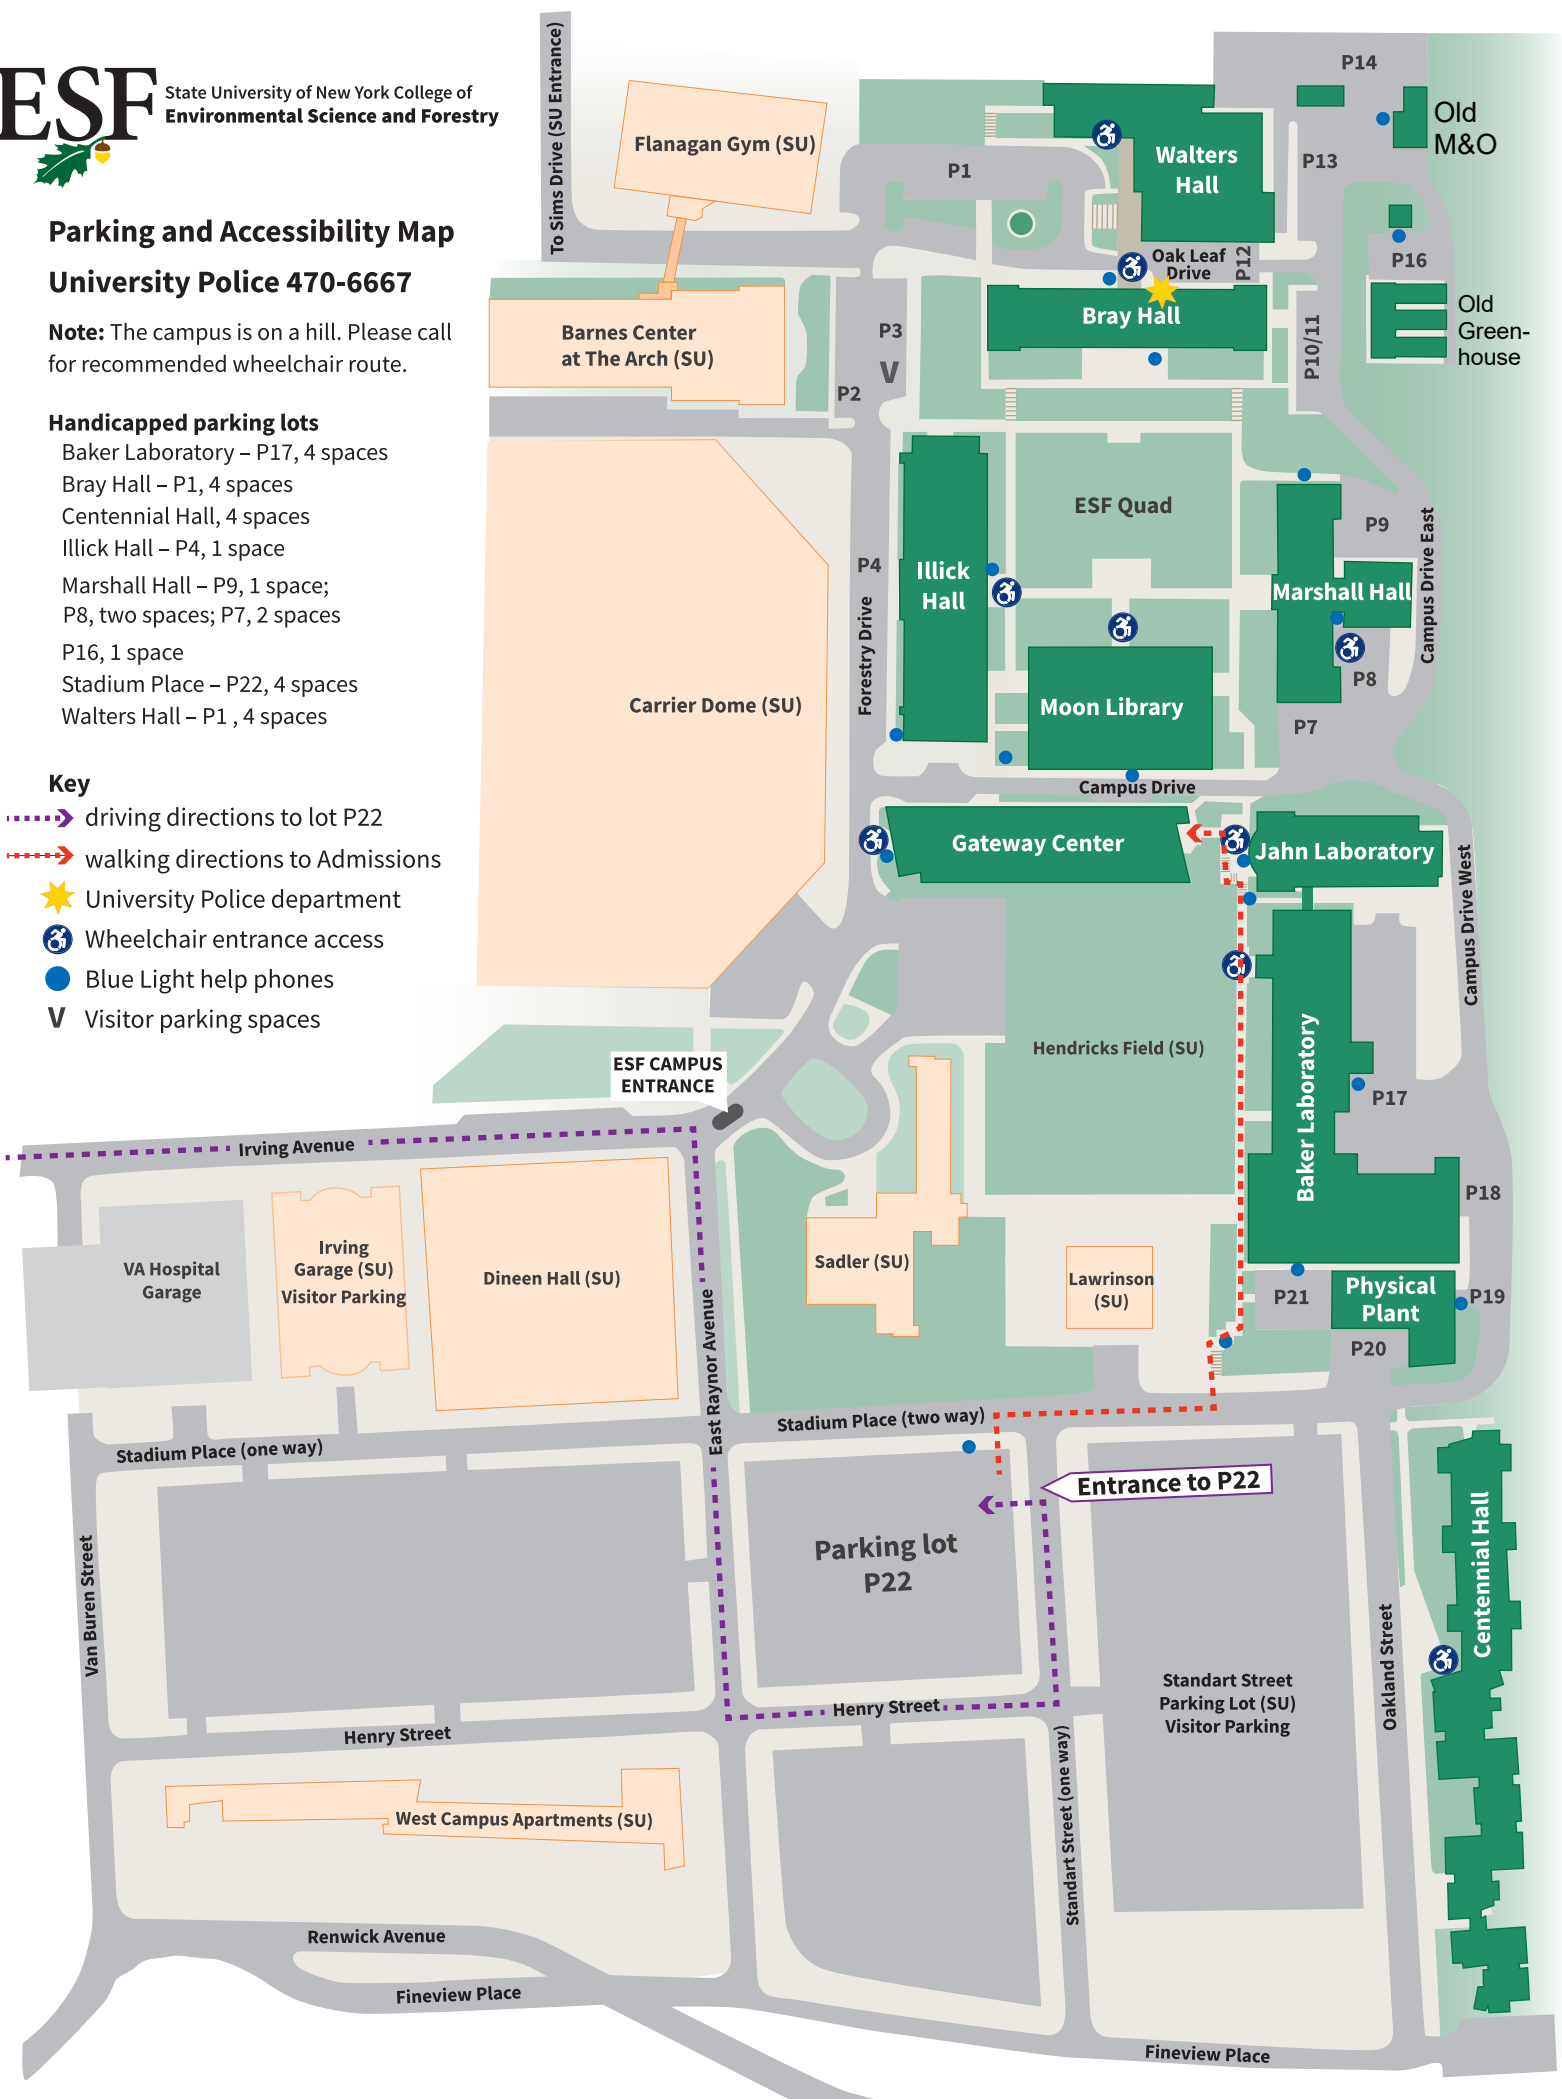 ESF
State University of New York College of
Environmental Science and Forestry
Parking and Accessibility Map
University Police 470-6667
Note: The campus is on a hill. Please call
for recommended wheelchair route.
Handicapped parking lots
Baker Laboratory – P17, 4 spaces
Bray Hall – P1, 4 spaces
Centennial Hall, 4 spaces
Illick Hall – P4, 1 space
Marshall Hall – P9, 1 space;
P8, two spaces; P7, 2 spaces
P16, 1 space
Stadium Place – P22, 4 spaces
Walters Hall – P1 , 4 spaces
Key
driving directions to lot P22
walking directions to Admissions
University Police department
Wheelchair entrance access
Blue Light help phones
V Visitor parking spaces
To Sims Drive (SU Entrance)
Flanagan Gym (SU)
P1
Walters
Hall
P14
Old
M&O
P13
P16
Oak Leaf
Drive
P12
Bray Hall
P10/11
Old
Green-
house
Barnes Center
at The Arch (SU)
P3
V
P2
ESF Quad
P9
Campus Drive East
P4
Illick
Hall
Marshall Hall
P8
Forestry Drive
Carrier Dome (SU)
Moon Library
P7
Campus Drive
Gateway Center
Jahn Laboratory
Campus Drive West
Hendricks Field (SU)
Baker Laboratory
P17
P18
ESF CAMPUS
ENTRANCE
Irving Avenue
VA Hospital
Garage
Irving
Garage (SU)
Visitor Parking
Dineen Hall (SU)
East Raynor Avenue
Sadler (SU)
Lawrinson
(SU)
P21
Physical
Plant
P19
P20
Stadium Place (one way)
Stadium Place (two way)
Entrance to P22
Parking lot
P22
Centennial Hall
Van Buren Street
Oakland Street
Standart Street
Parking Lot (SU)
Visitor Parking
Henry Street
Henry Street
Standart Street (one way)
West Campus Apartments (SU)
Renwick Avenue
Fineview Place
Fineview Place